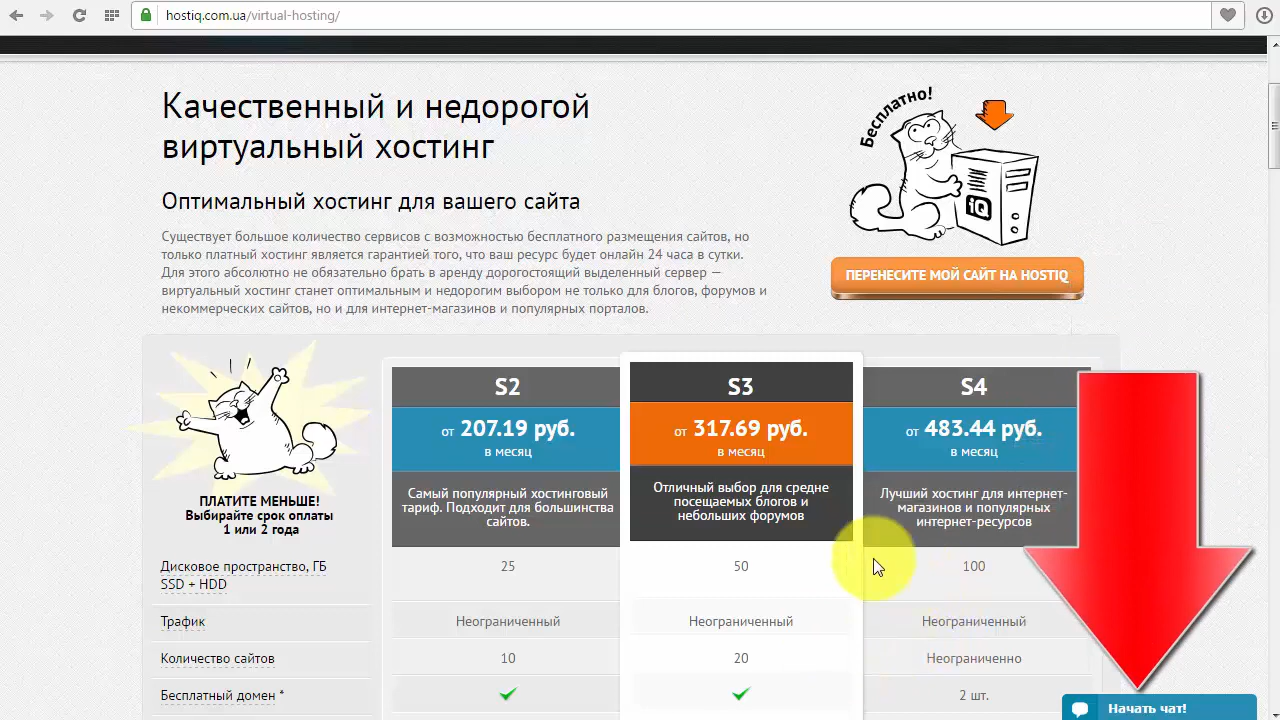 hostiq.com.ua/virtual-hosting/
Качественный и недорогой
виртуальный хостинг
Бесплатно!
iQ
Оптимальный хостинг для вашего сайта
Существует большое количество сервисов с возможностью бесплатного размещения сайтов, но
только платный хостинг является гарантией того, что ваш ресурс будет онлайн 24 часа в сутки.
Для этого абсолютно не обязательно брать в аренду дорогостоящий выделенный сервер —
виртуальный хостинг станет оптимальным и недорогим выбором не только для блогов, форумов и
некоммерческих сайтов, но и для интернет-магазинов и популярных порталов.
ПЕРЕНЕСИТЕ МОЙ САЙТ НА HOSTIQ
ПЛАТИТЕ МЕНЬШЕ!
Выбирайте срок оплаты
1 или 2 года
S2 S3 S4
от 207.19 руб. от 317.69 руб. от 483.44 руб.
в месяц в месяц в месяц
Самый популярный хостинговый
тариф. Подходит для большинства
сайтов.
Отличный выбор для средне
посещаемых блогов и
небольших форумов
Лучший хостинг для интернет-
магазинов и популярных
интернет-ресурсов
Дисковое пространство, ГБ
SSD + HDD
25 50 100
Трафик Неограниченный Неограниченный Неограниченный
Количество сайтов 10 20 Неограниченно
Бесплатный домен * 2 шт.
Начать чат!